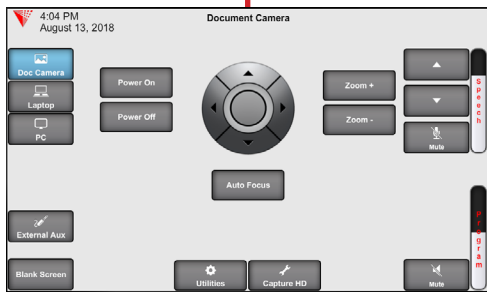 4:04 PM
August 13, 2018
Document Camera
Doc Camera
Laptop
PC
Power On
Power Off
Zoom +
Zoom -
Mute
Speech
Auto Focus
External Aux
Blank Screen
Utilities
Capture HD
Mute
Program